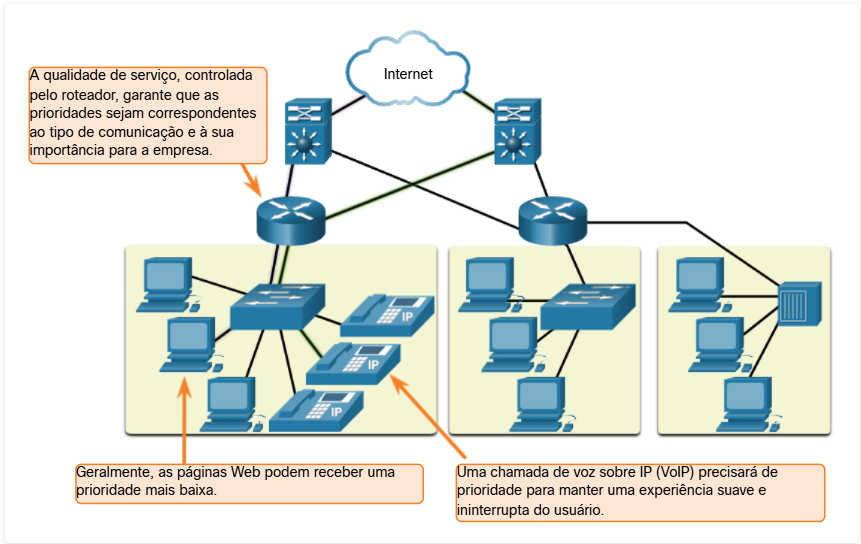 Internet
A qualidade de serviço, controlada
pelo roteador, garante que as
prioridades sejam correspondentes
ao tipo de comunicação e à sua
importância para a empresa.
IP
IP
IP
Geralmente, as páginas Web podem receber uma
prioridade mais baixa.
Uma chamada de voz sobre IP (VoIP) precisará de
prioridade para manter uma experiência suave e
ininterrupta do usuário.